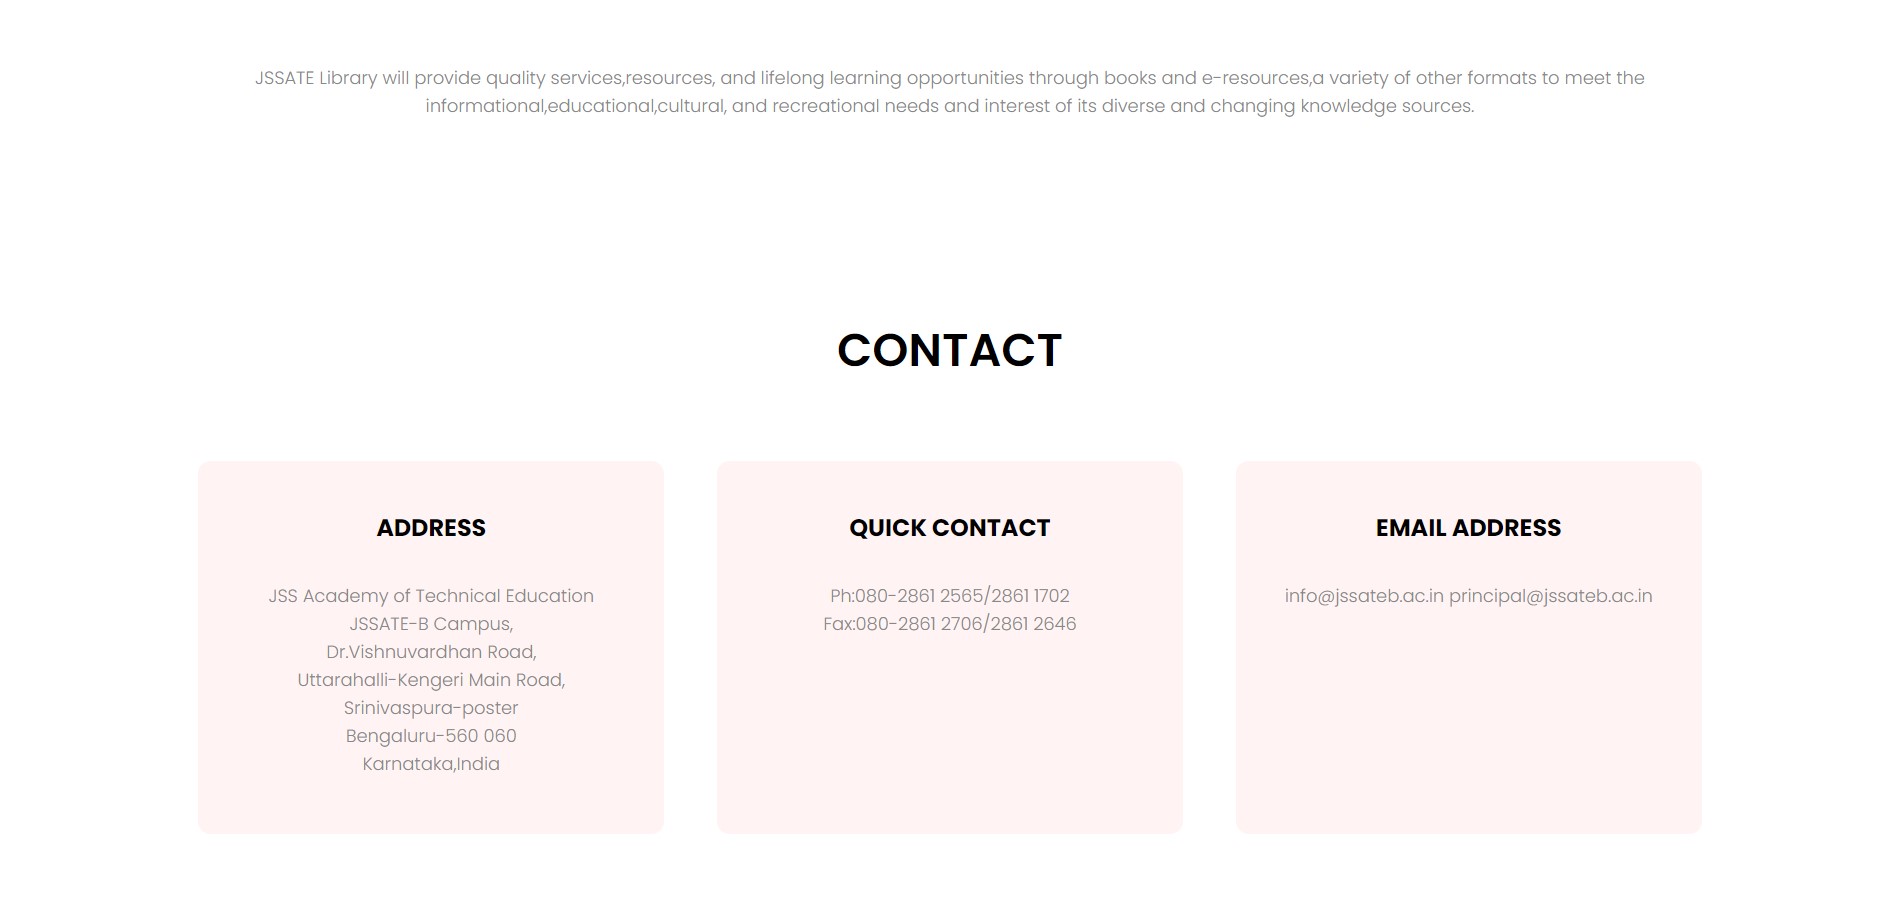 JSSATE Library will provide quality services,resources, and lifelong learning opportunities through books and e-resources,a variety of other formats to meet the
informational,educational,cultural, and recreational needs and interest of its diverse and changing knowledge sources.
CONTACT
ADDRESS
JSS Academy of Technical Education
JSSATE-B Campus,
Dr.Vishnuvardhan Road,
Uttarahalli-Kengeri Main Road,
Srinivaspura-poster
Bengaluru-560 060
Karnataka,India
QUICK CONTACT
Ph:080-2861 2565/2861 1702
Fax:080-2861 2706/2861 2646
EMAIL ADDRESS
info@jssateb.ac.in principal@jssateb.ac.in